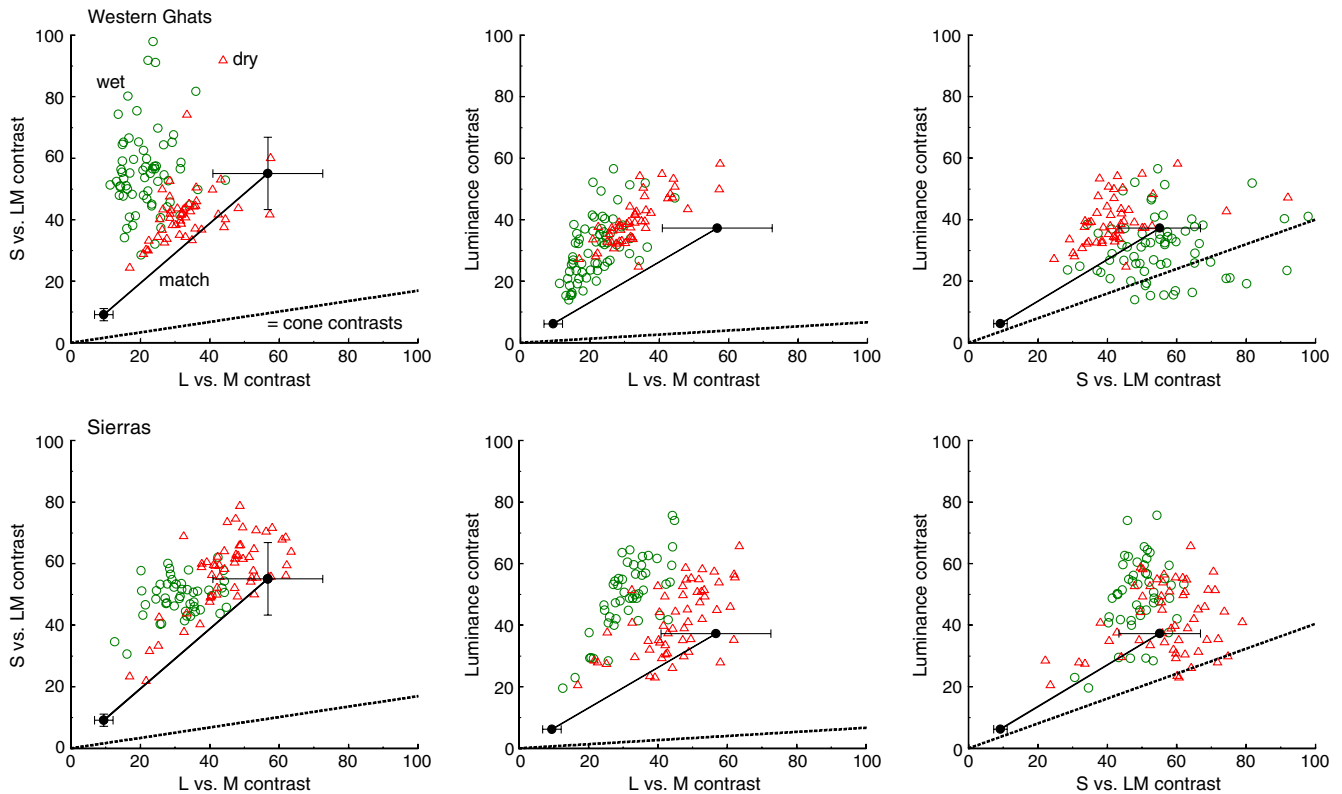 Western Ghats
100
80
60
40
20
0
S vs. LM contrast
wet
dry
match
= cone contrasts
0 20 40 60 80 100
L vs. M contrast
100
80
60
40
20
0
Luminance contrast
0 20 40 60 80 100
L vs. M contrast
100
80
60
40
20
0
Luminance contrast
0 20 40 60 80 100
S vs. LM contrast
Sierras
100
80
60
40
20
0
S vs. LM contrast
0 20 40 60 80 100
L vs. M contrast
100
80
60
40
20
0
Luminance contrast
0 20 40 60 80 100
L vs. M contrast
100
80
60
40
20
0
Luminance contrast
0 20 40 60 80 100
S vs. LM contrast